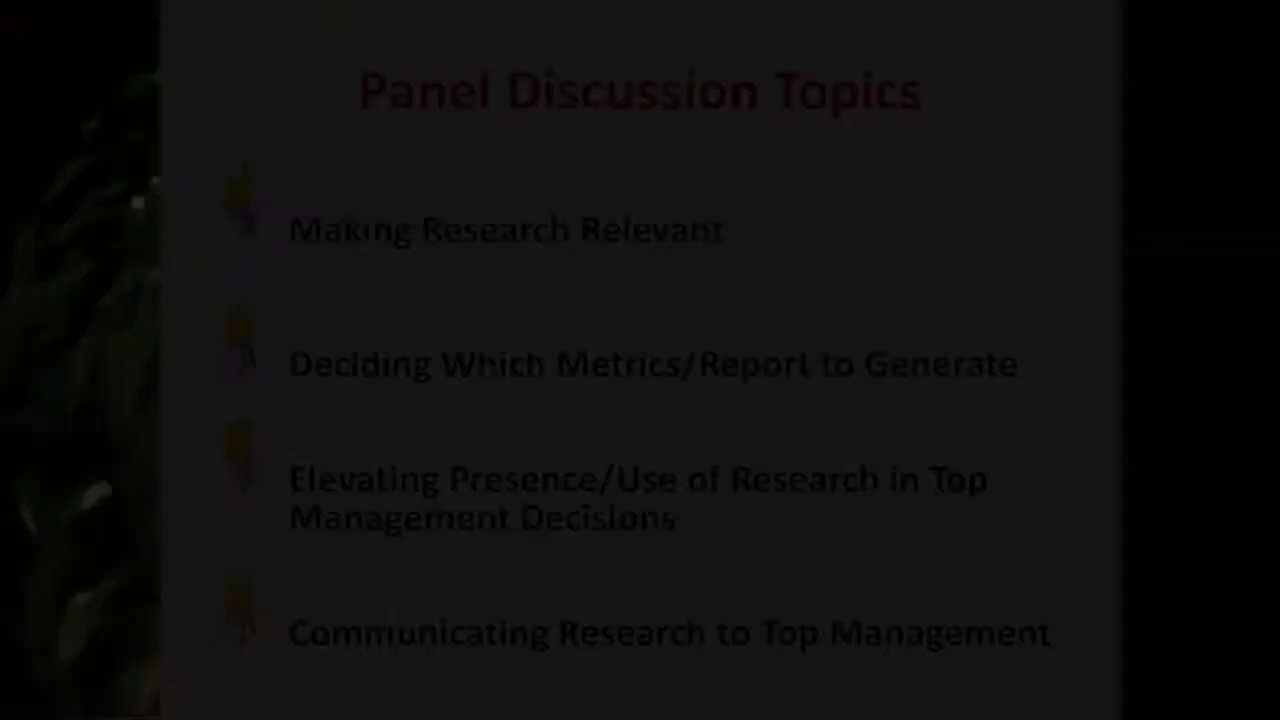 Panel Discussion Topics
Making Research Relevant
Deciding Which Metrics/Report to Generate
Elevating Presence/Use of Research in Top
Management Decisions
Communicating Research to Top Management